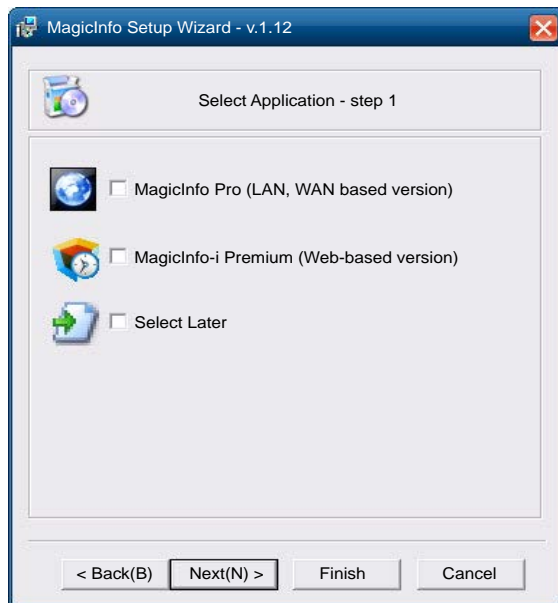 MagicInfo Setup Wizard - v.1.12
Select Application - step 1
MagicInfo Pro (LAN, WAN based version)
MagicInfo-i Premium (Web-based version)
Select Later
< Back(B) Next(N) > Finish Cancel